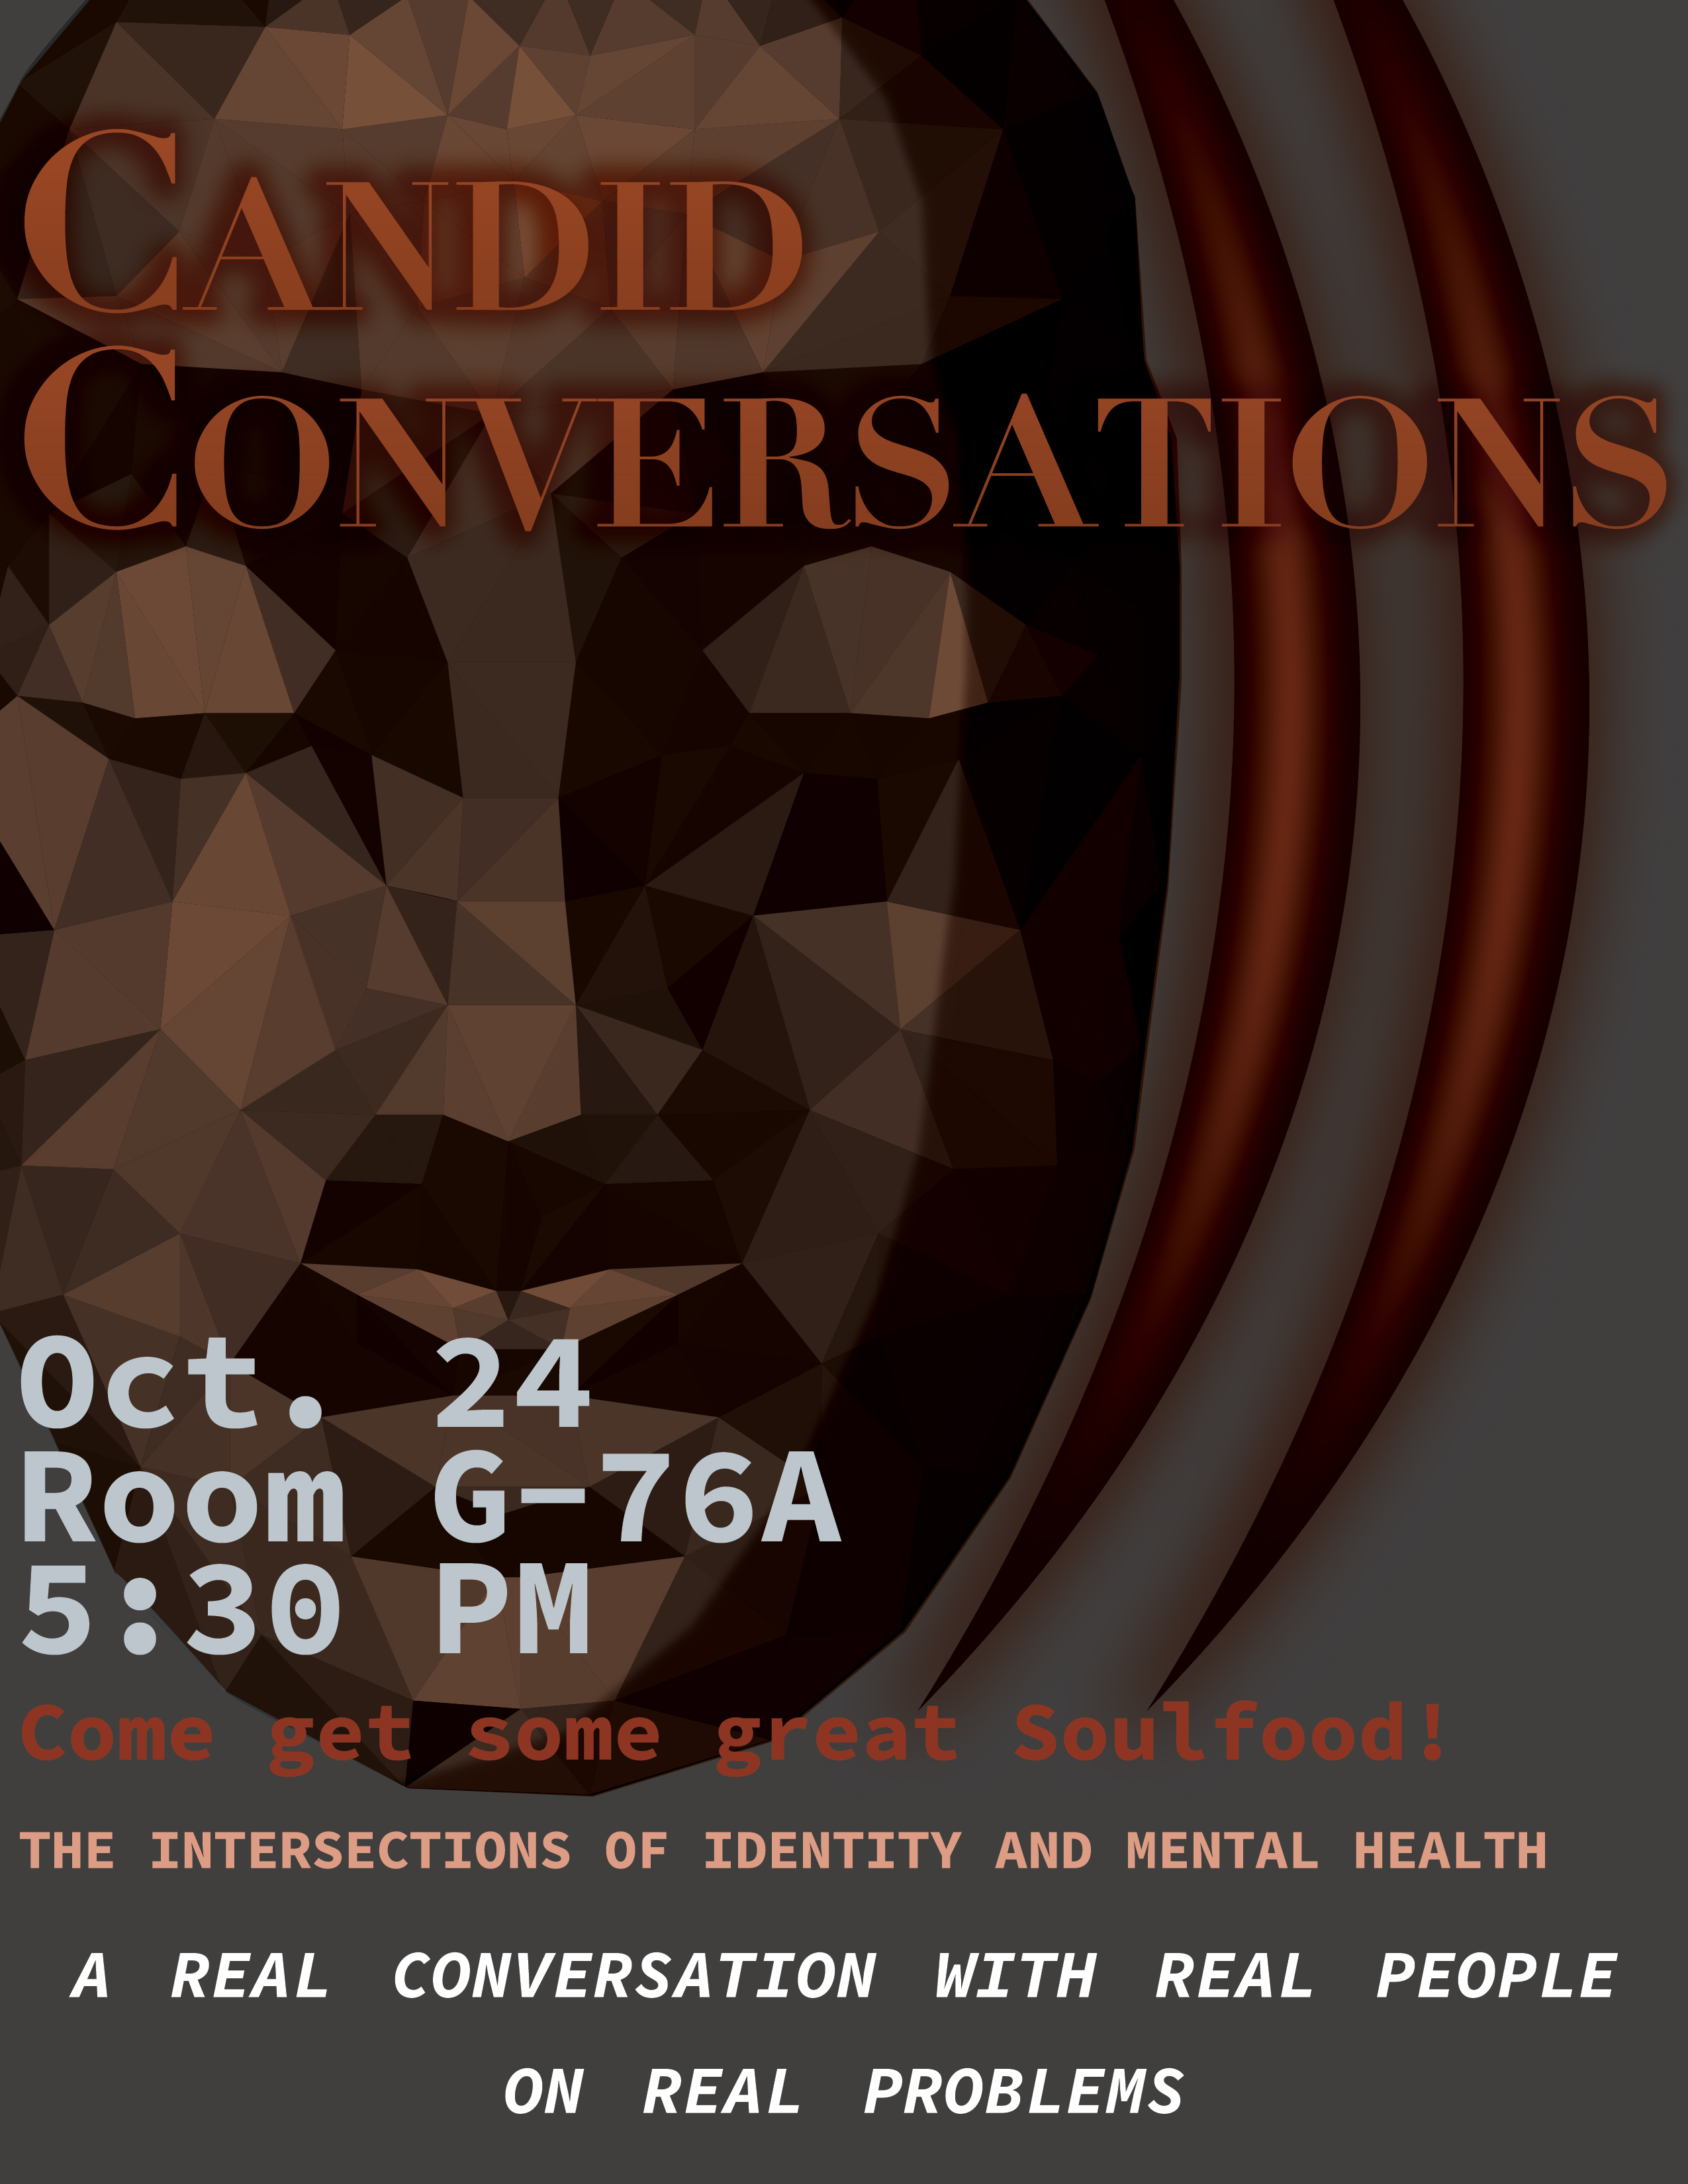 Candid
Conversations
Oct. 24
Room G-76A
5:30 PM
Come get some great Soulfood!
THE INTERSECTIONS OF IDENTITY AND MENTAL HEALTH
A REAL CONVERSATION WITH REAL PEOPLE
ON REAL PROBLEMS